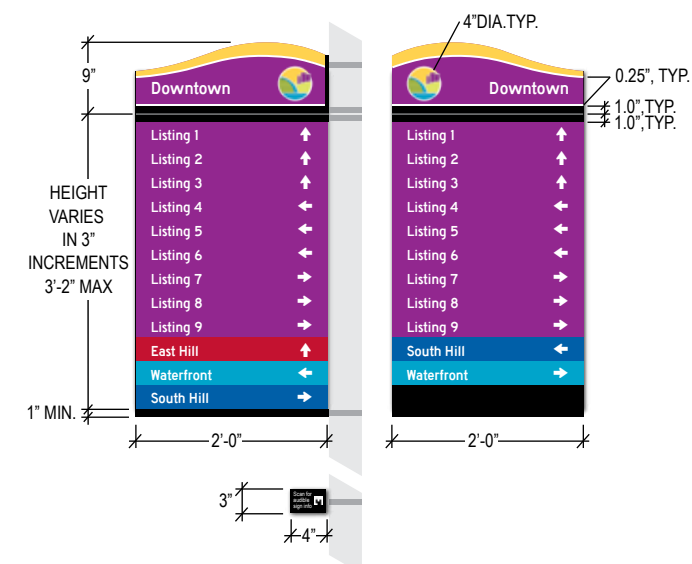 4”DIA.TYP.
9”
Downtown
Downtown
0.25”, TYP.
1.0”,TYP.
1.0”,TYP.
HEIGHT
VARIES
IN 3”
INCREMENTS
3’-2” MAX
Listing 1
Listing 2
Listing 3
Listing 4
Listing 5
Listing 6
Listing 7
Listing 8
Listing 9
East Hill
Waterfront
South Hill
Listing 1
Listing 2
Listing 3
Listing 4
Listing 5
Listing 6
Listing 7
Listing 8
Listing 9
South Hill
Waterfront
1” MIN.
2’-0”
2’-0”
3”
Scan for
audible
sign info
4”